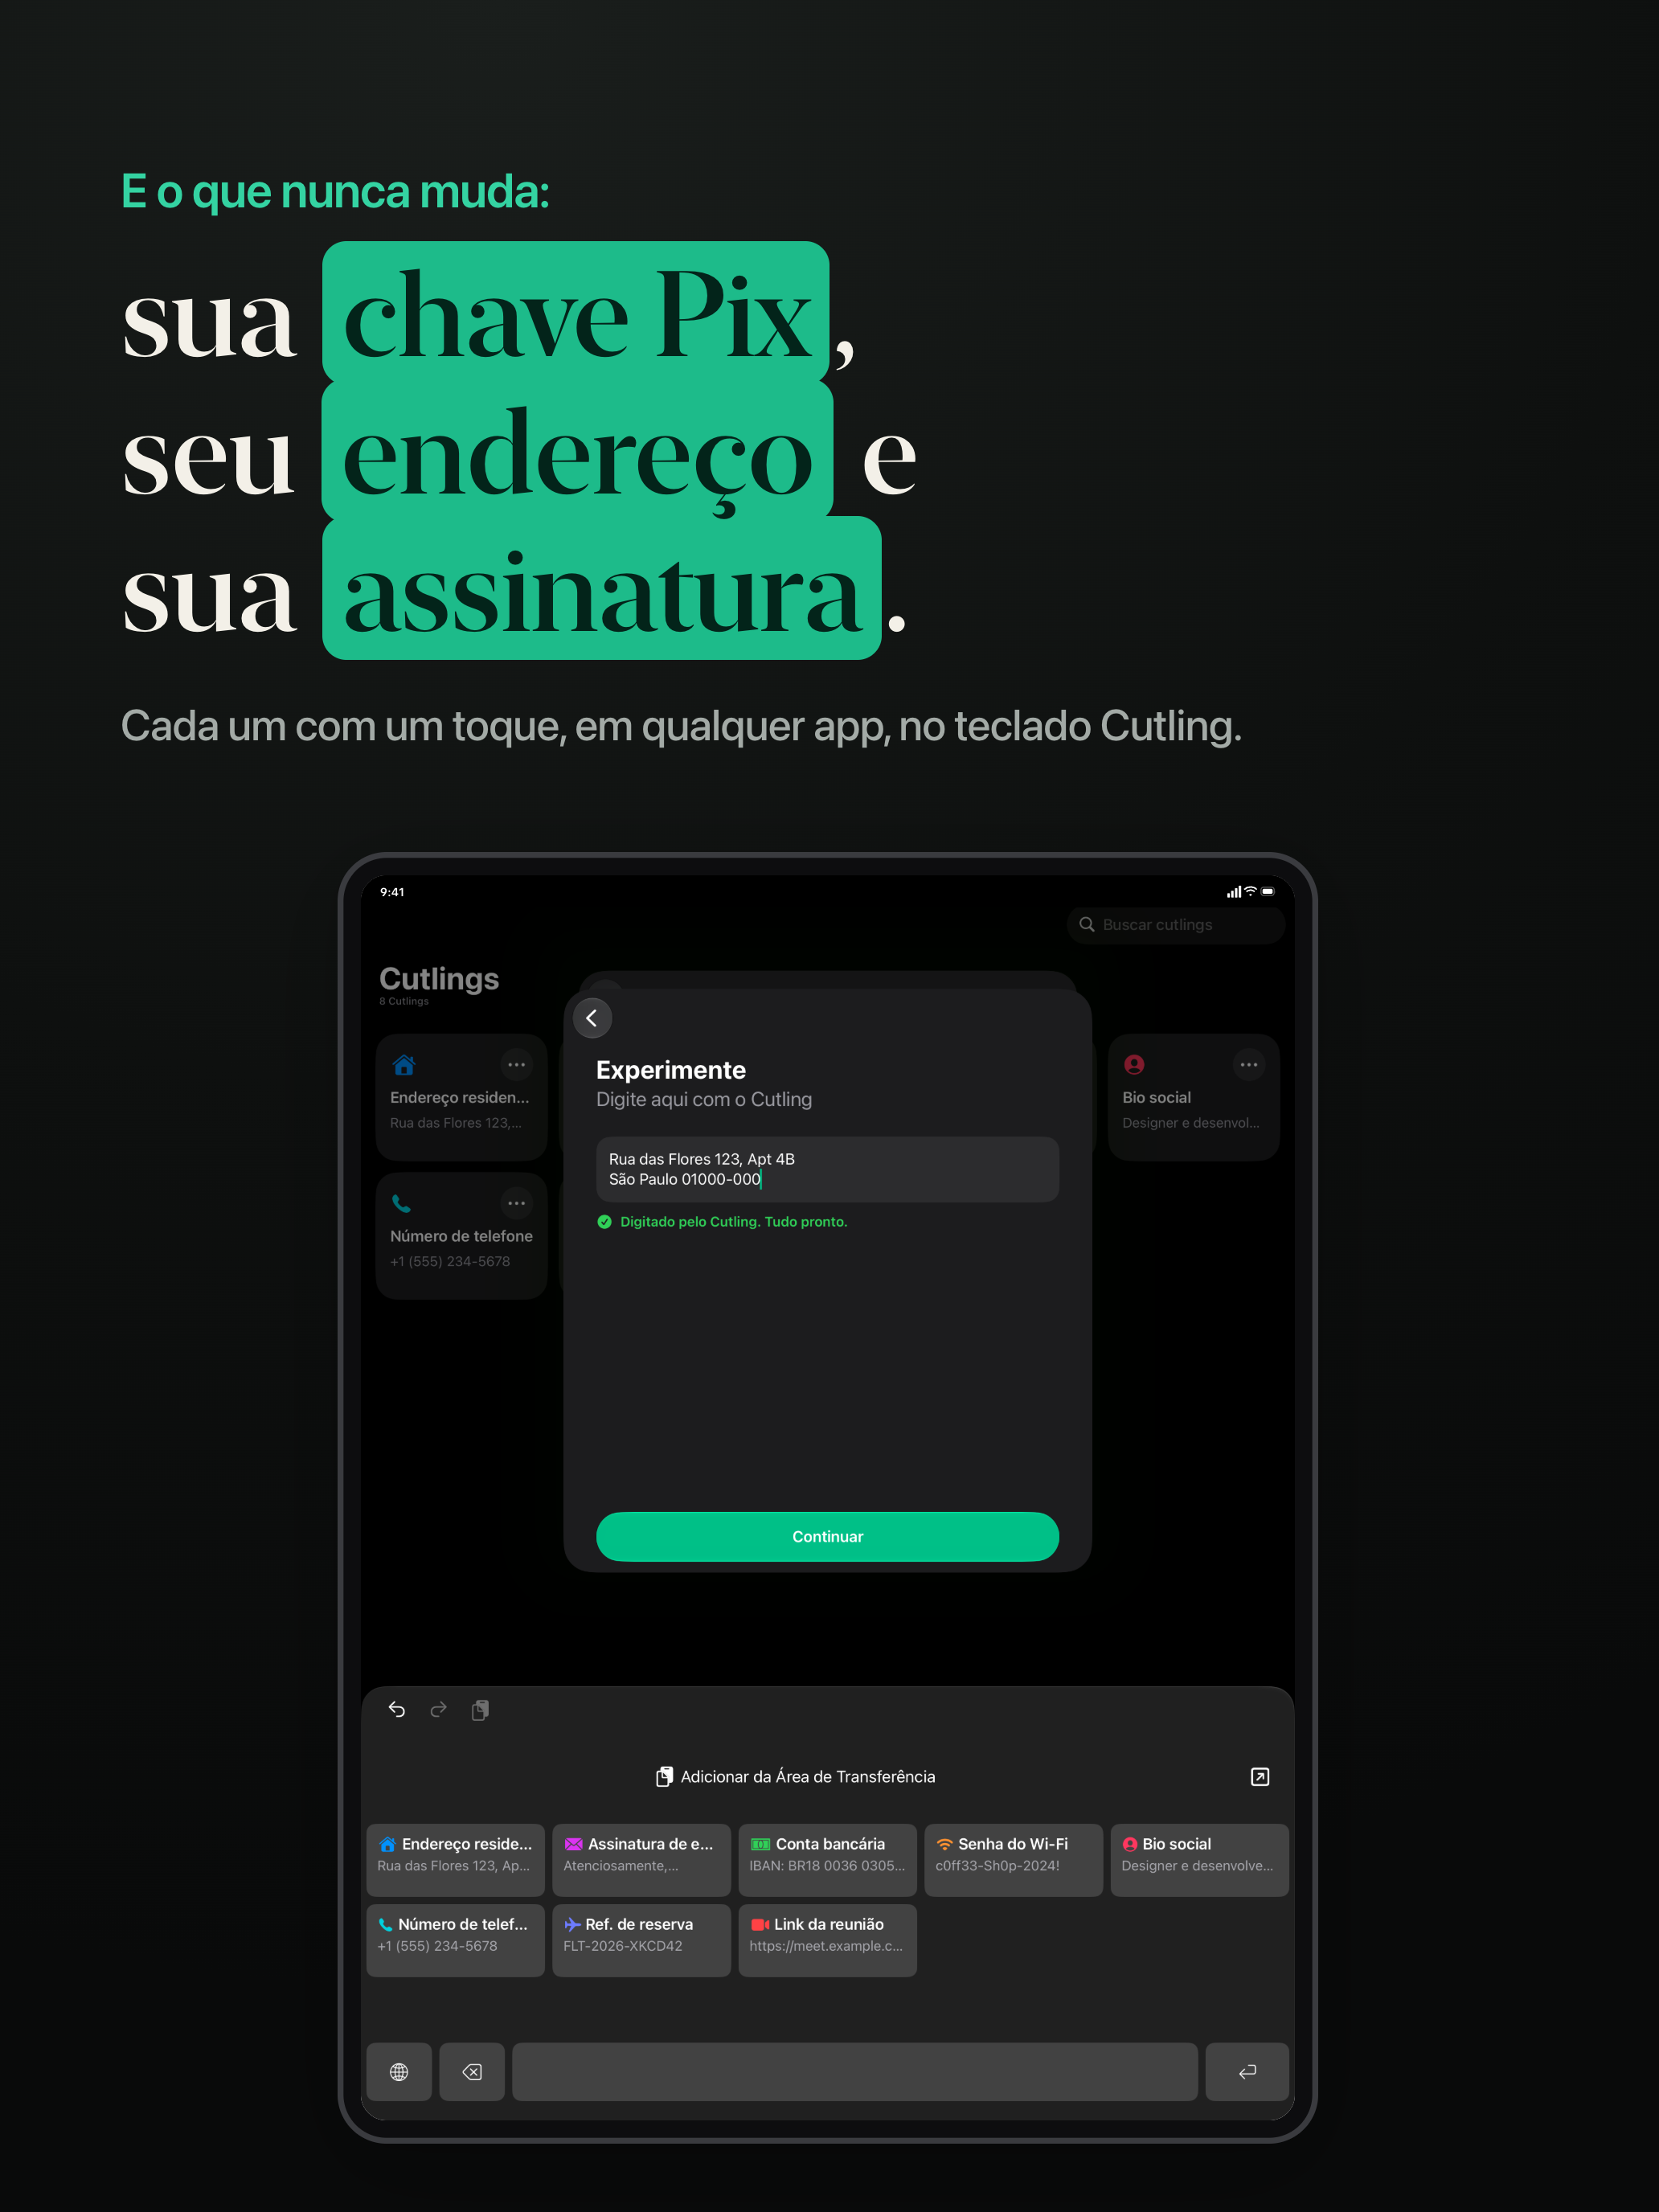 E o que nunca muda:
sua chave Pix,
seu endereço e
sua assinatura.
Cada um com um toque, em qualquer app, no teclado Cutling.
9:41
Buscar cutlings
Cutlings
8 Cutlings
Endereço residen...
Rua das Flores 123,...
Bio social
Designer e desenvol...
Número de telefone
+1 (555) 234-5678
Experimente
Digite aqui com o Cutling
Rua das Flores 123, Apt 4B
São Paulo 01000-000
Digitado pelo Cutling. Tudo pronto.
Continuar
Adicionar da Área de Transferência
Endereço reside...
Rua das Flores 123, Ap...
Assinatura de e...
Atenciosamente,...
Conta bancária
IBAN: BR18 0036 0305...
Senha do Wi-Fi
c0ff33-Sh0p-2024!
Bio social
Designer e desenvolve...
Número de telef...
+1 (555) 234-5678
Ref. de reserva
FLT-2026-XKCD42
Link da reunião
https://meet.example.c...